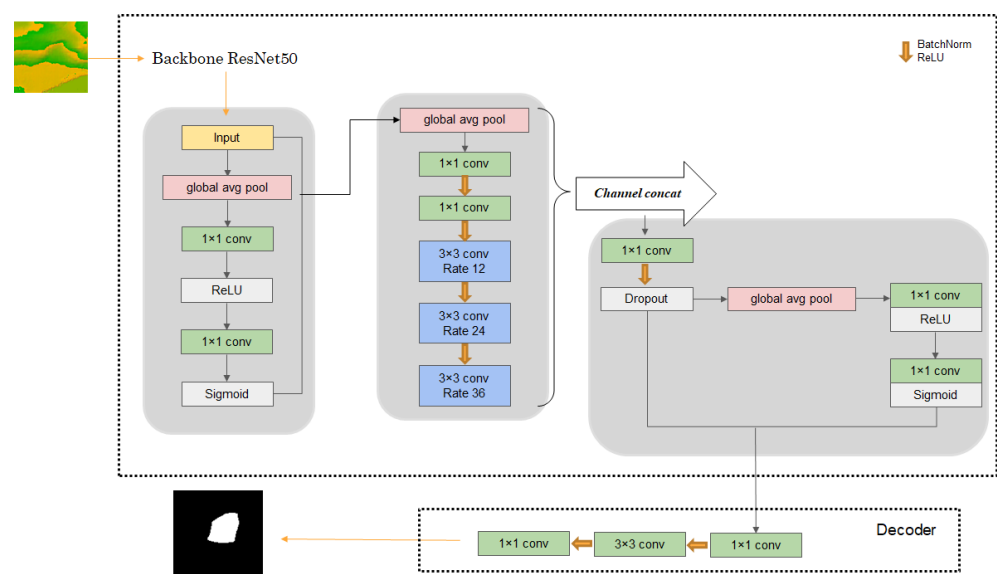 BatchNorm
ReLU
Backbone ResNet50
Input
global avg pool
1×1 conv
ReLU
1×1 conv
Sigmoid
global avg pool
1×1 conv
1×1 conv
3×3 conv
Rate 12
3×3 conv
Rate 24
3×3 conv
Rate 36
Channel concat
1×1 conv
Dropout
global avg pool
1×1 conv
ReLU
1×1 conv
Sigmoid
Decoder
1×1 conv
3×3 conv
1×1 conv